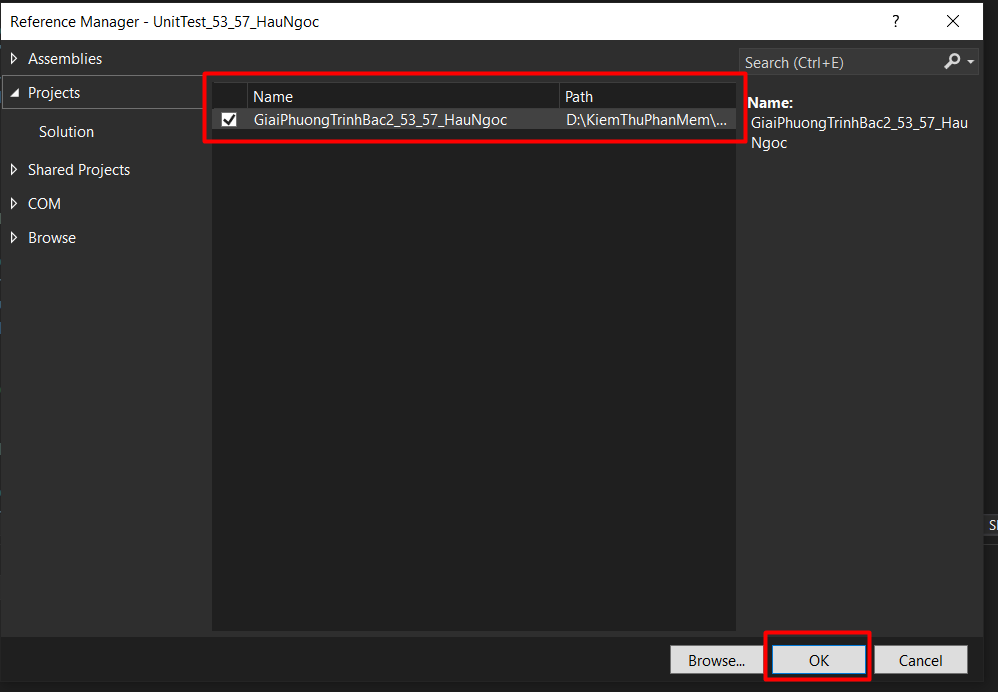 Reference Manager - UnitTest_53_57_HauNgoc
?
Assemblies
Projects
Solution
Shared Projects
COM
Browse
Name Path
GiaiPhuongTrinhBac2_53_57_HauNgoc D:\KiemThuPhanMem\...
Search (Ctrl+E)
Name:
GiaiPhuongTrinhBac2_53_57_Hau
Ngoc
Browse... OK Cancel